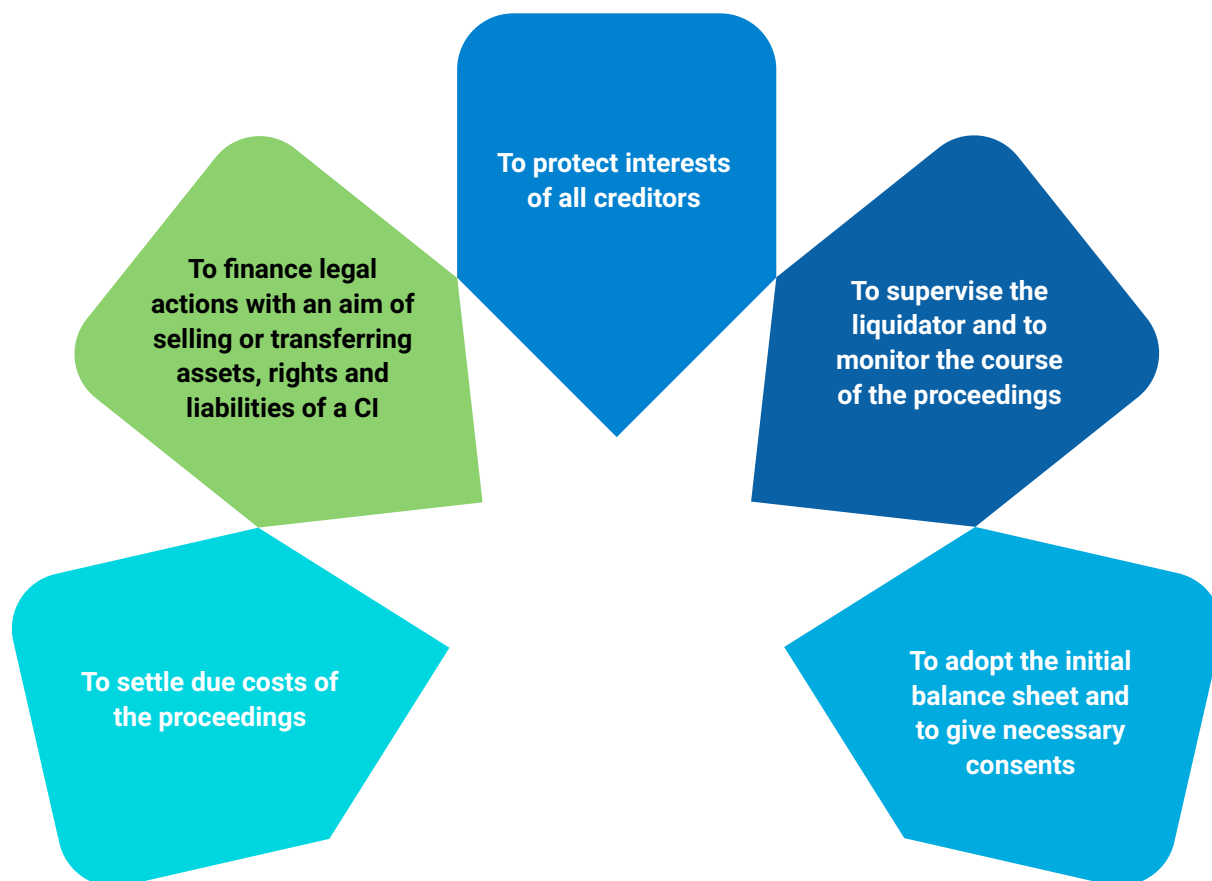 To protect interests
of all creditors
To finance legal
actions with an aim of
selling or transferring
assets, rights and
liabilities of a CI
To supervise the
liquidator and to
monitor the course
of the proceedings
To settle due costs of
the proceedings
To adopt the initial
balance sheet and
to give necessary
consents